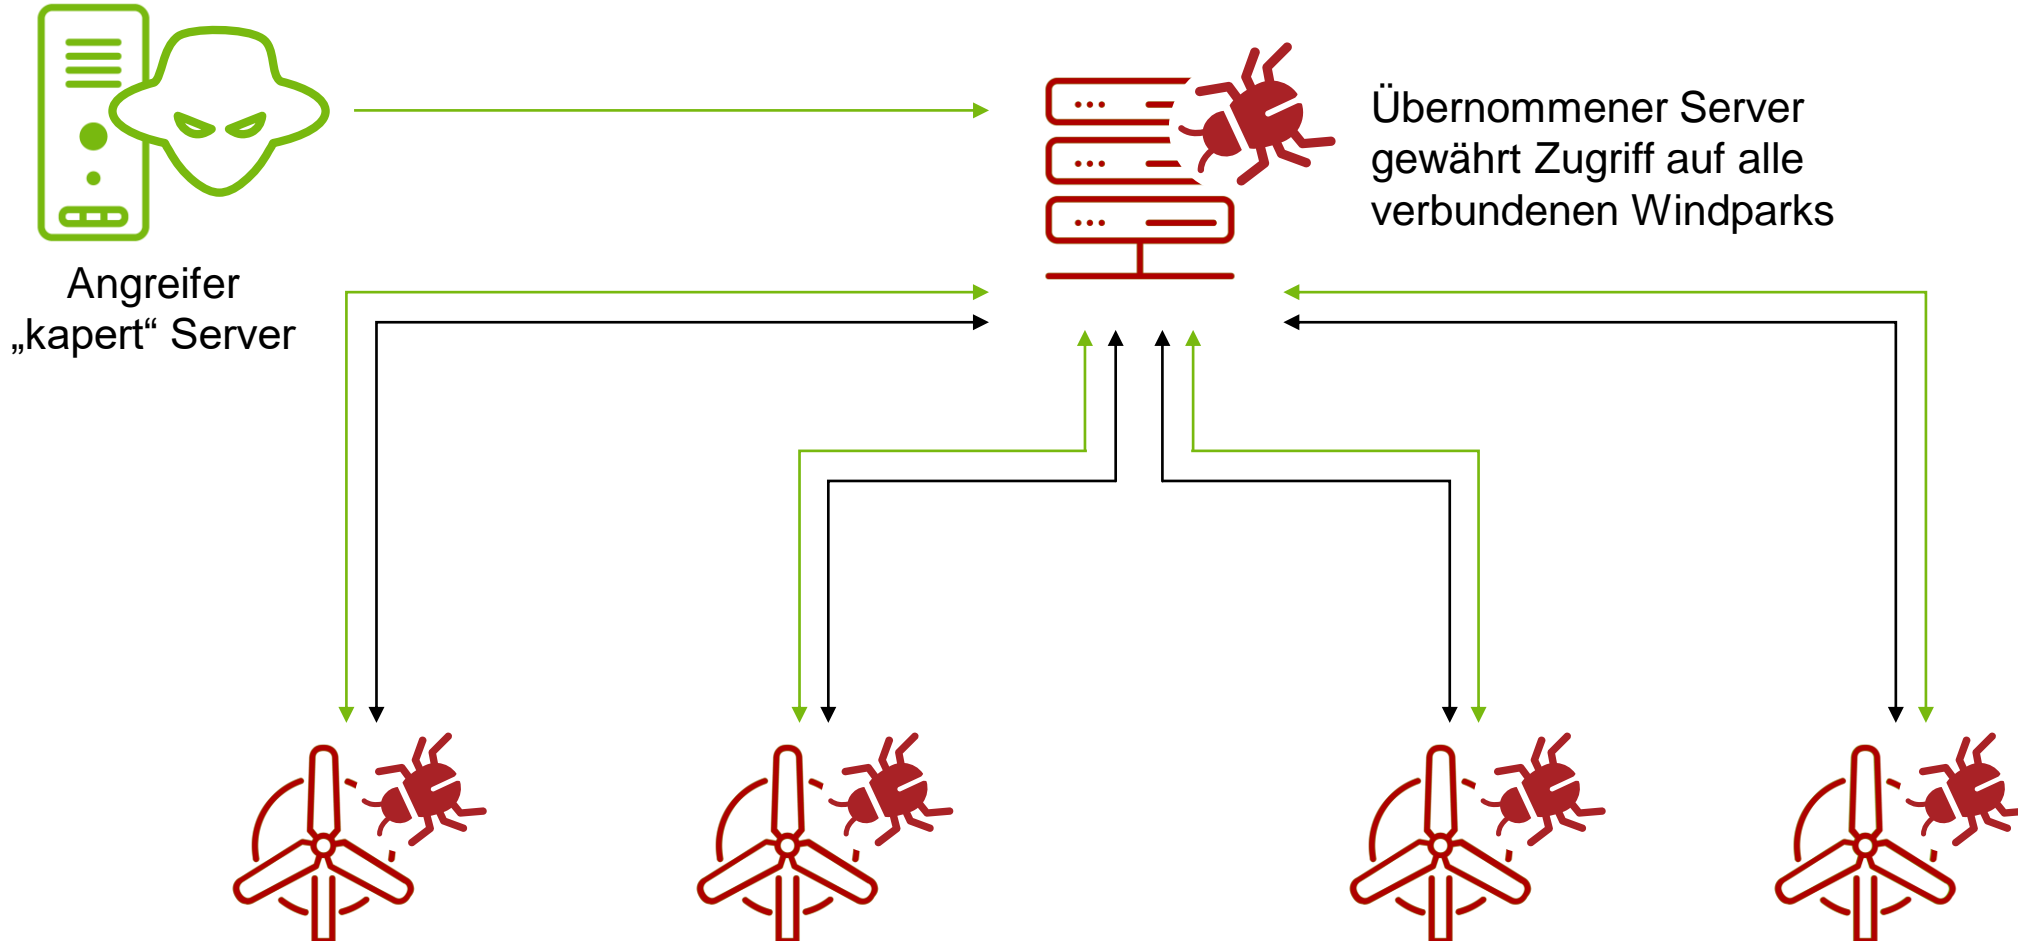 Übernommener Server
gewährt Zugriff auf alle
verbundenen Windparks
Angreifer
„kapert“ Server